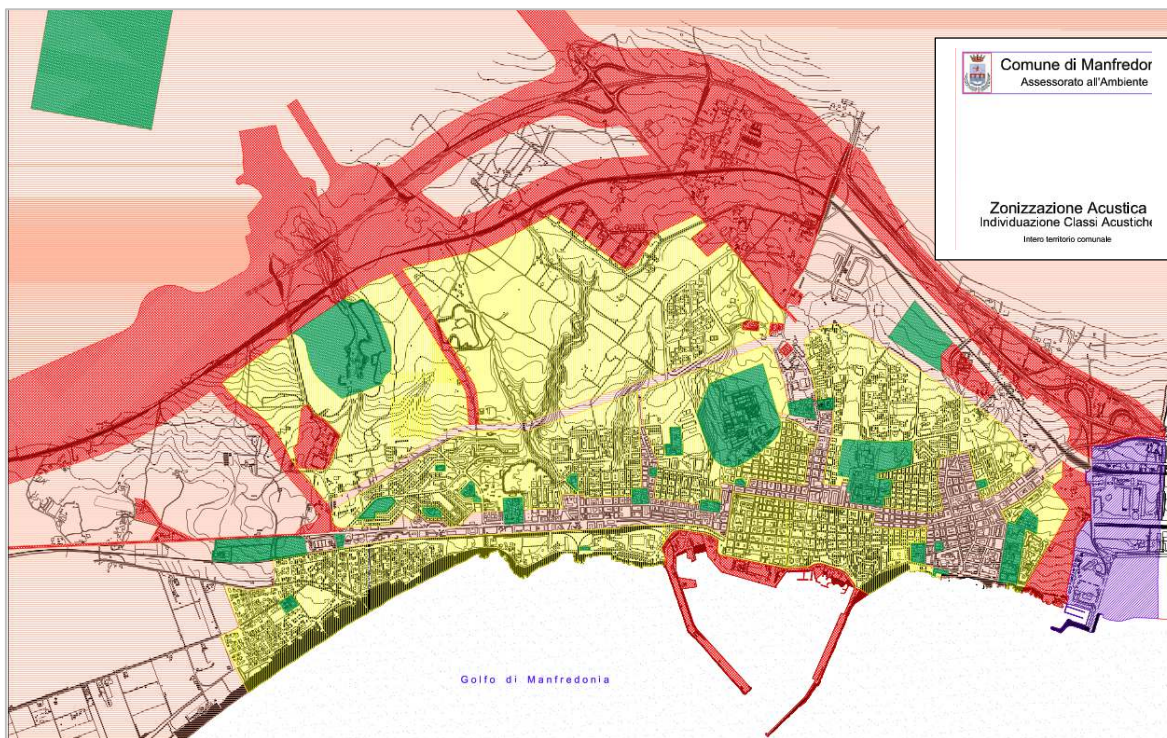 Comune di Manfredor
Assessorato all'Ambiente
Zonizzazione Acustica
Individuazione Classi Acustiche
Intero territorio comunale
Golfo di Manfredonia